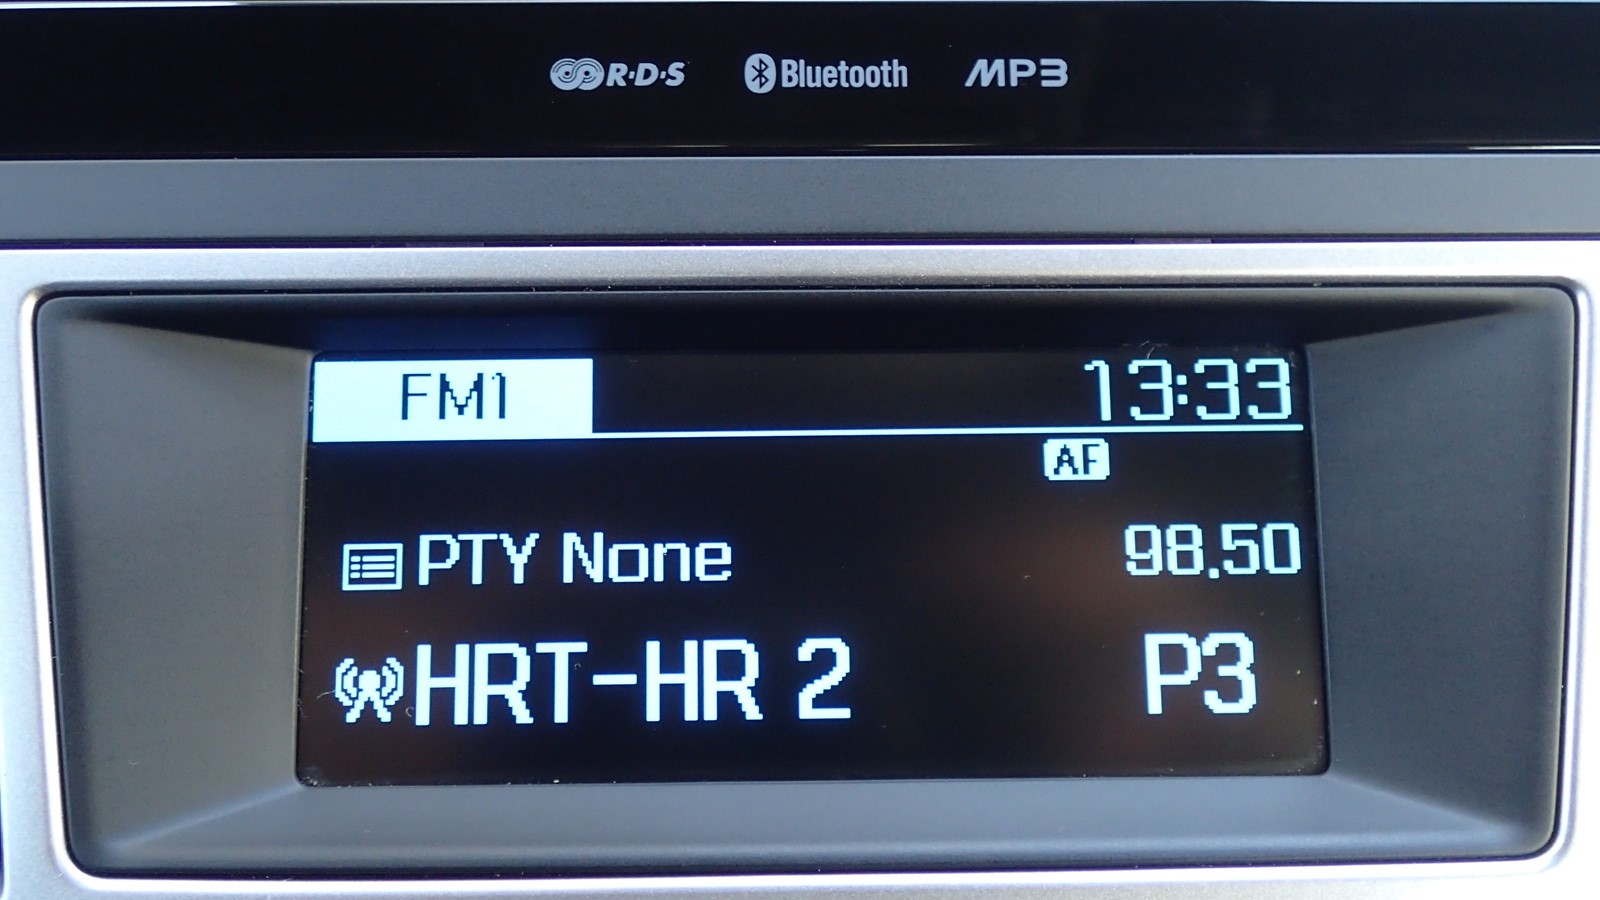 R·D·S Bluetooth MP3
FM1 13:33
AF
PTY None 98.50
HRT-HR 2 P3